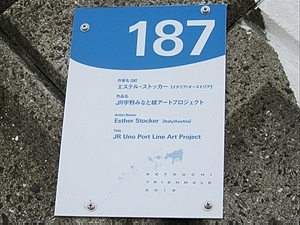 187
作家名
エステル・ストッカー [イタリア/オーストリア]
作品名
JR宇野みなと線アートプロジェクト
Artist Name
Esther Stocker [Italy/Austria]
Title
JR Uno Port Line Art Project
SETOUCHI
TRIENNALE
2016